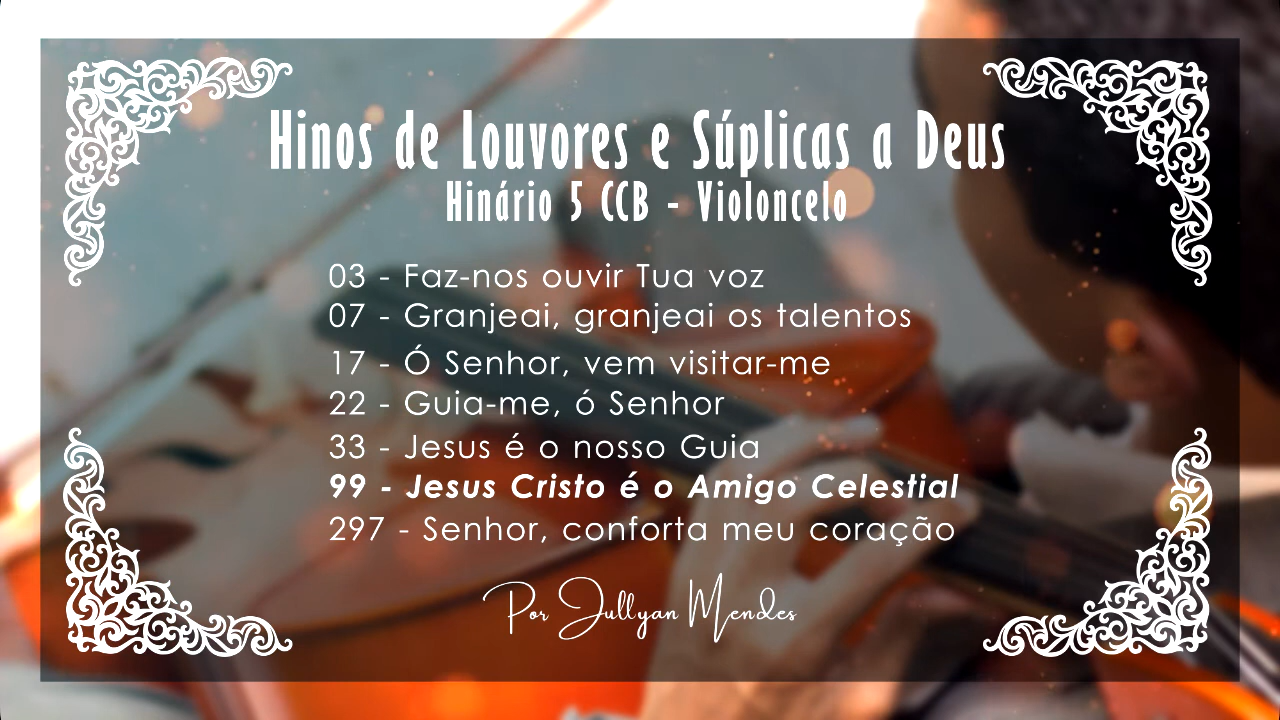 Hinos de Louvores e Súplicas a Deus
Hinário 5 CCB - Violoncelo
03 - Faz-nos ouvir Tua voz
07 - Granjeai, granjeai os talentos
17 - Ó Senhor, vem visitar-me
22 - Guia-me, ó Senhor
33 - Jesus é o nosso Guia
99 - Jesus Cristo é o Amigo Celestial
297 - Senhor, conforta meu coração
Por Jullyan Mendes